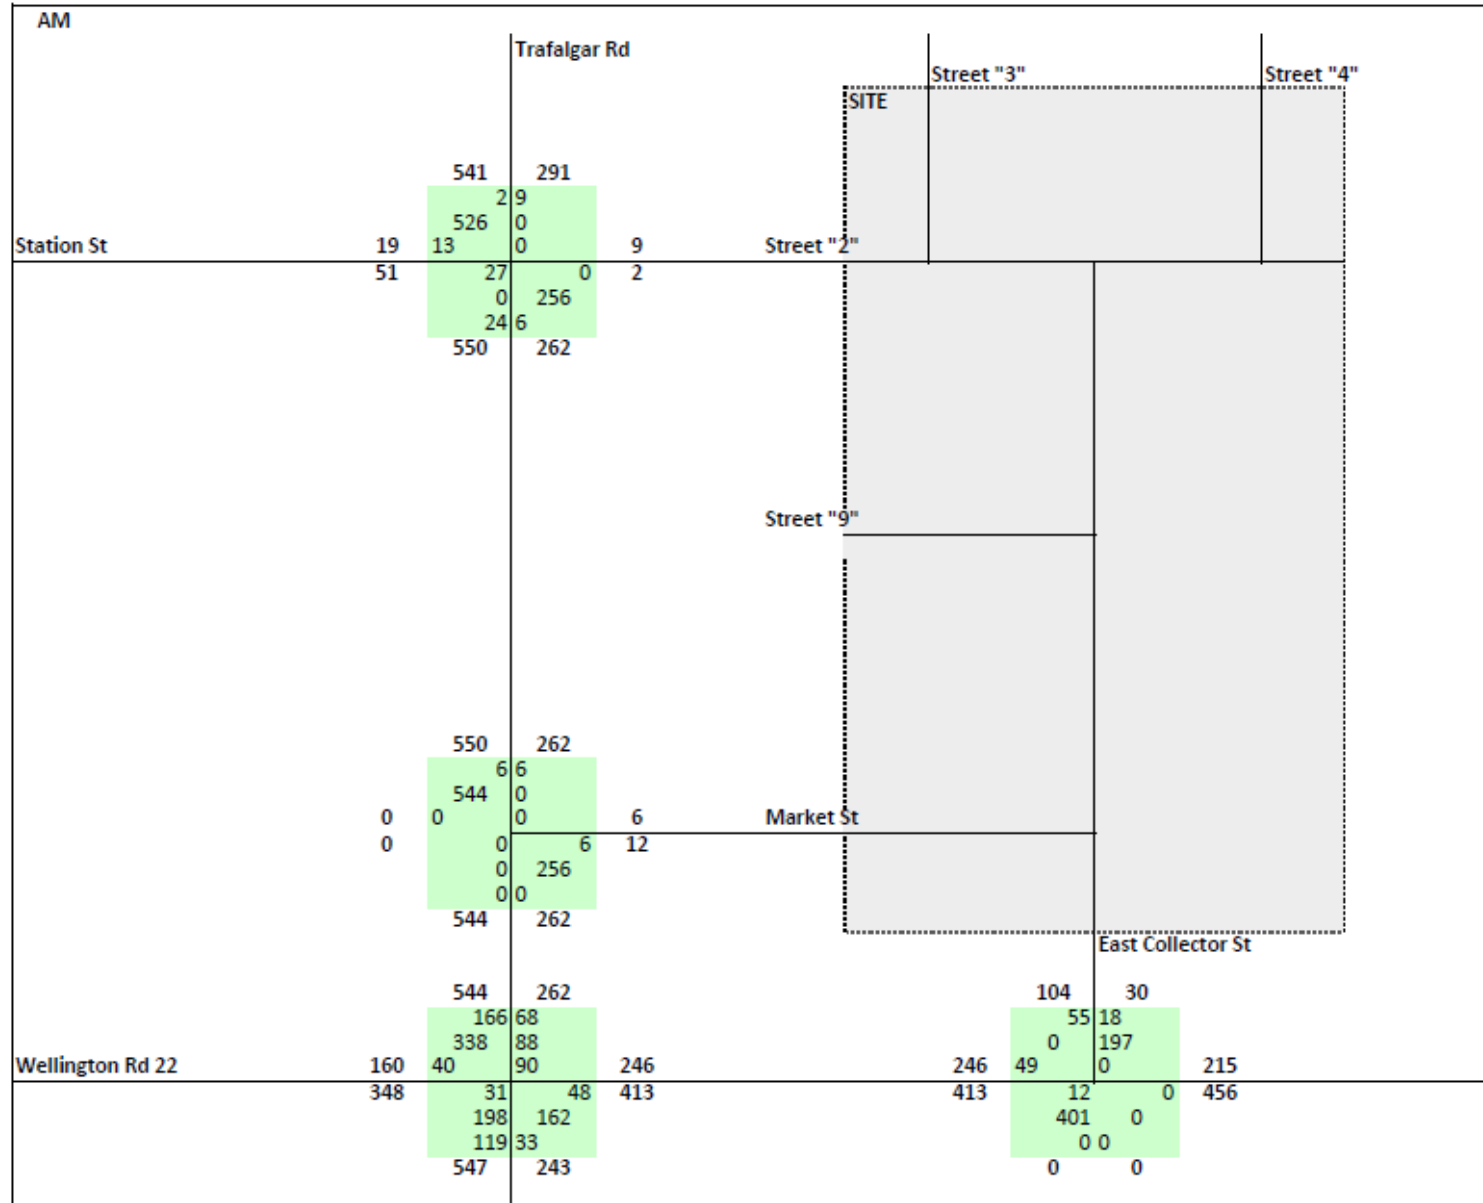 AM
Trafalgar Rd
Street "3" Street "4"
SITE
541 291
2 9
526 0
Station St 19 13 0 9 Street "2"
51 27 0 2
0 256
24 6
550 262
Street "9"
550 262
6 6
544 0
0 0 0 6 Market St
0 0 6 12
0 256
0 0
544 262
East Collector St
544 262 104 30
166 68 55 18
338 88 0 197
Wellington Rd 22 160 40 90 246 246 49 0 215
348 31 48 413 413 12 0 456
198 162 401 0
119 33 0 0
547 243 0 0